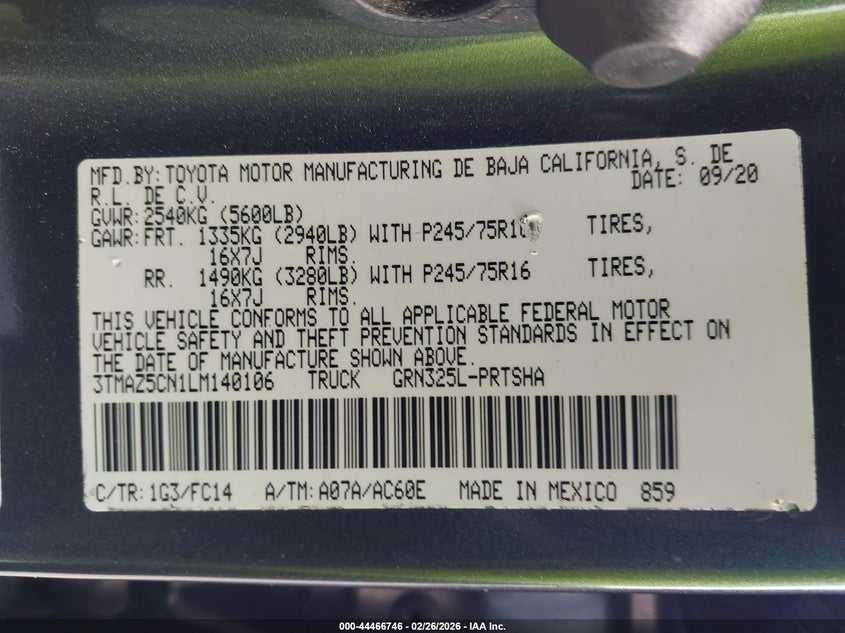 MFD.BY: TOYOTA MOTOR MANUFACTURING DE BAJA CALIFORNIA, S. DE
R.L. DE C.V. DATE: 09/20
GVWR: 2540KG (5600LB)
GAWR: FRT. 1335KG (2940LB) WITH P245/75R16 TIRES,
16X7J RIMS.
RR. 1490KG (3280LB) WITH P245/75R16 TIRES,
16X7J RIMS.
THIS VEHICLE CONFORMS TO ALL APPLICABLE FEDERAL MOTOR
VEHICLE SAFETY AND THEFT PREVENTION STANDARDS IN EFFECT ON
THE DATE OF MANUFACTURE SHOWN ABOVE.
3TMAZ5CN1LM140106 TRUCK GRN325L-PRTSHA
C/TR: 1G3/FC14 A/TM: A07A/AC60E MADE IN MEXICO 859
000-44466746 - 02/26/2026 - IAA Inc.